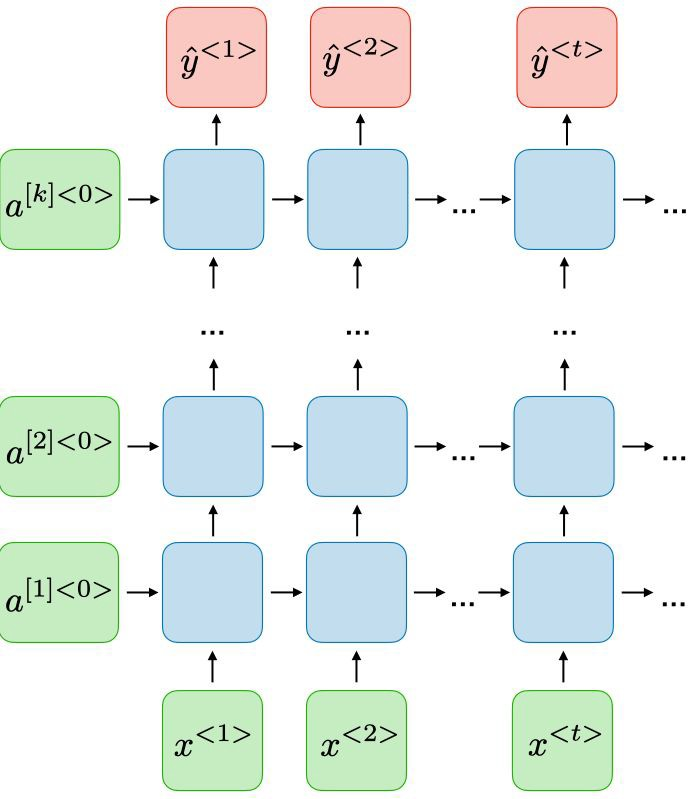 ŷ<1> ŷ<2> ŷ<t>
a[k]<0> ... ...
... ... ...
a[2]<0> ... ...
a[1]<0> ... ...
x<1> x<2> x<t>